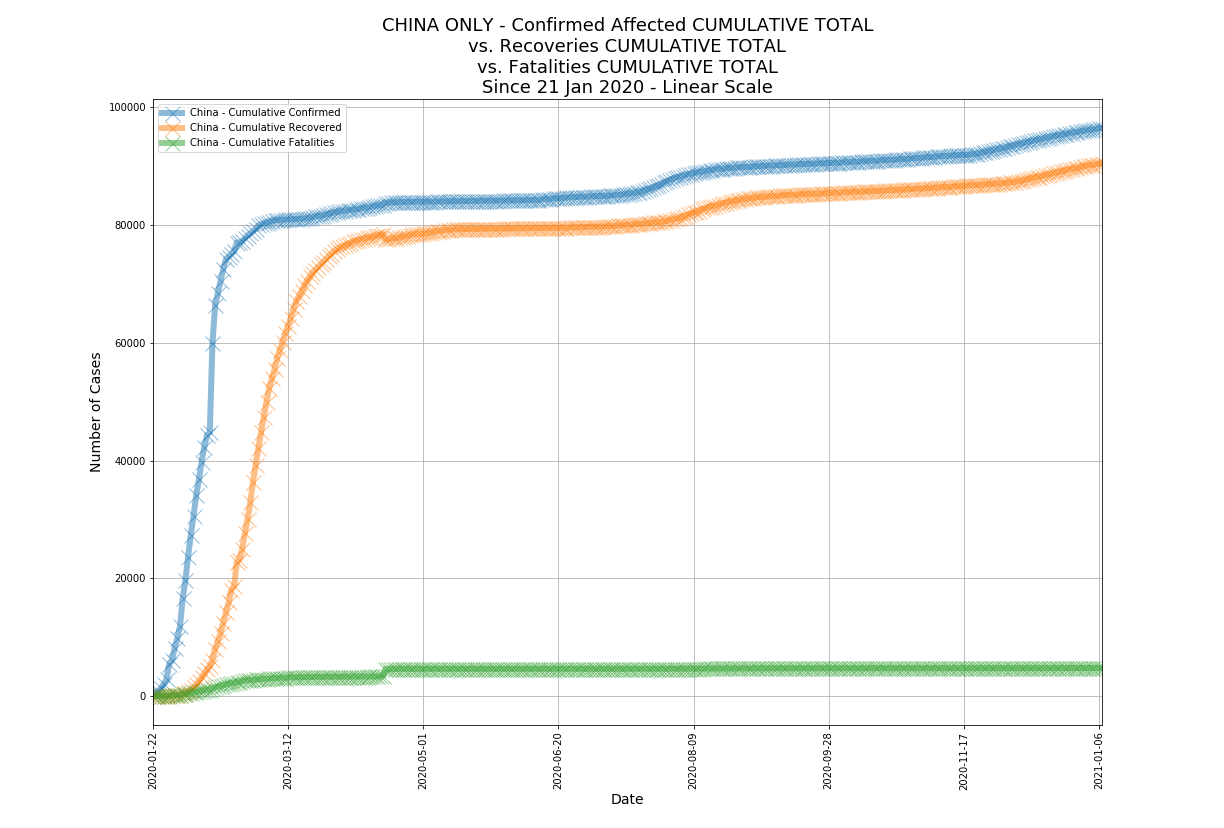 CHINA ONLY - Confirmed Affected CUMULATIVE TOTAL
vs. Recoveries CUMULATIVE TOTAL
vs. Fatalities CUMULATIVE TOTAL
Since 21 Jan 2020 - Linear Scale
China - Cumulative Confirmed
China - Cumulative Recovered
China - Cumulative Fatalities
Number of Cases
100000
80000
60000
40000
20000
0
2020-01-22
2020-03-12
2020-05-01
2020-06-20
2020-08-09
2020-09-28
2020-11-17
2021-01-06
Date